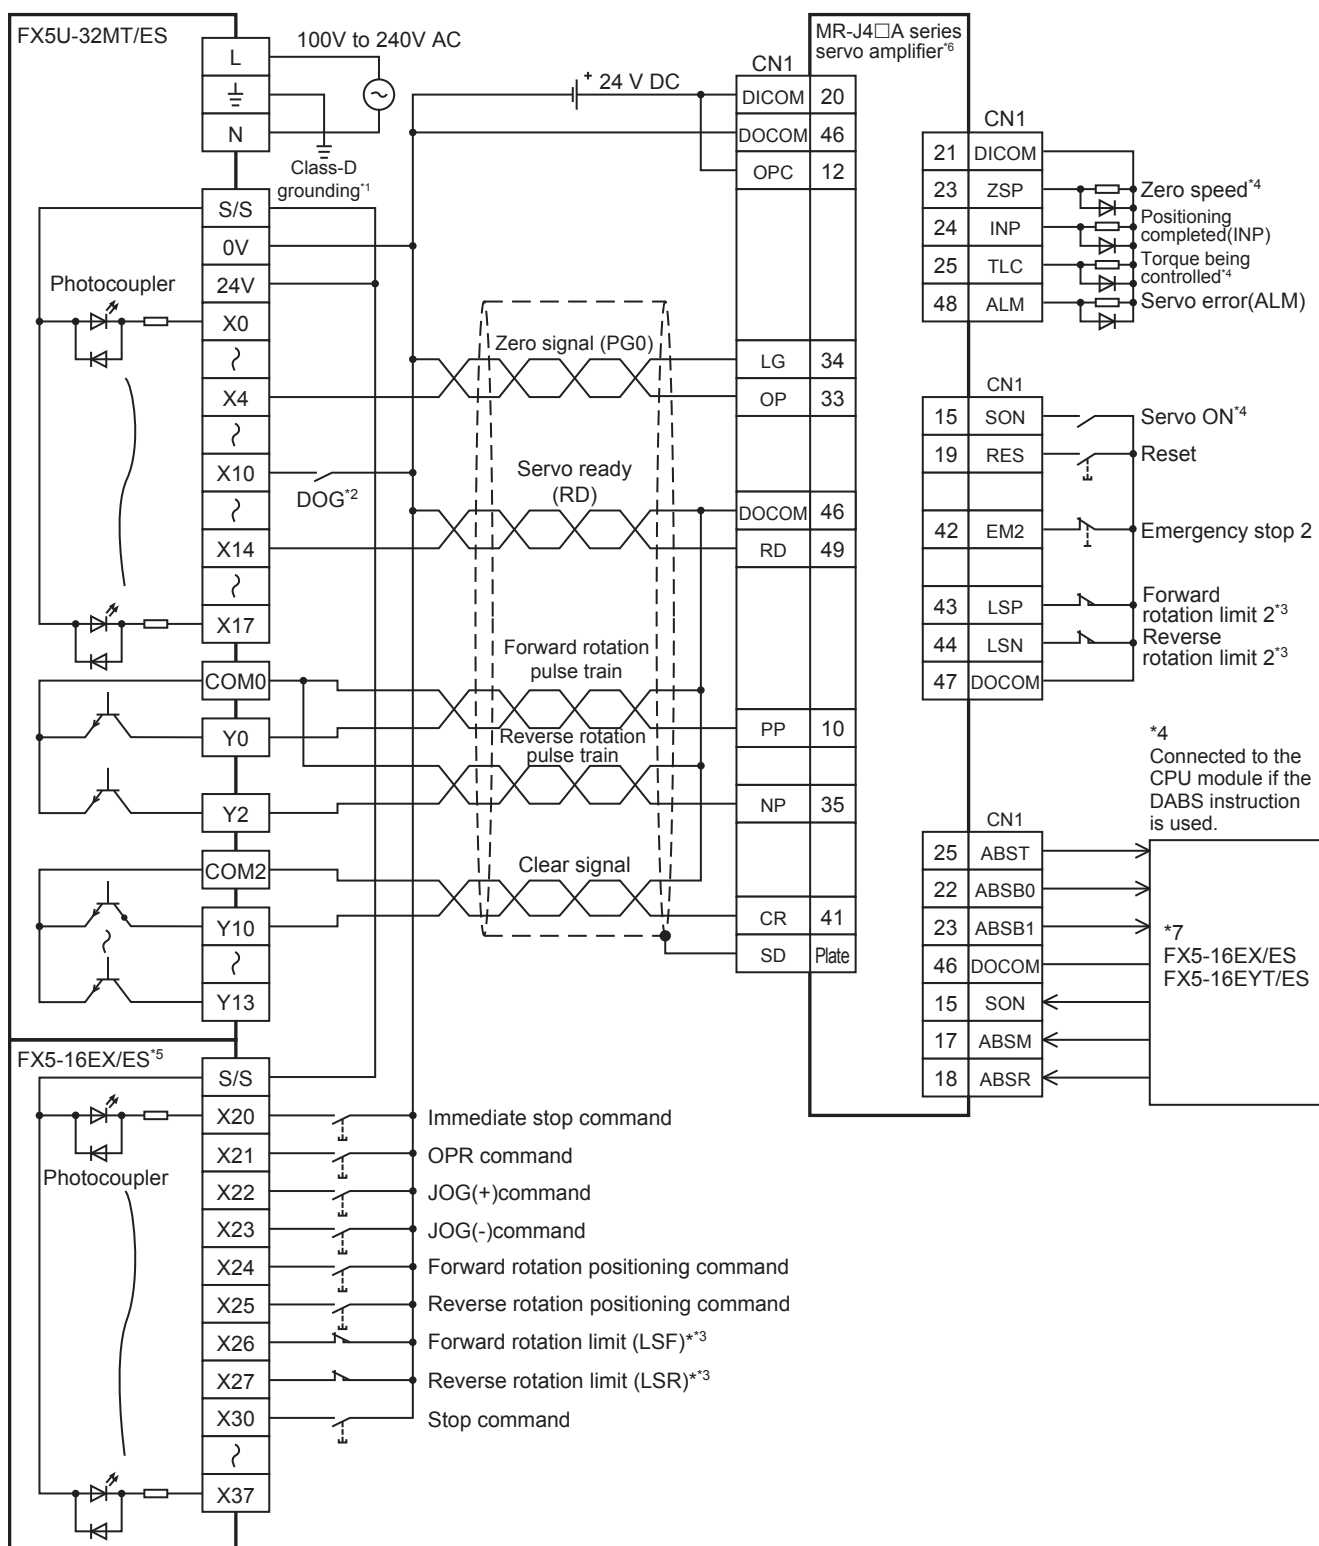 FX5U-32MT/ES
L
N
100V to 240V AC
Class-D
grounding*1
S/S
0V
24V
X0
X4
X10
X14
X17
COM0
Y0
Y2
COM2
Y10
Y13
Photocoupler
DOG*2
+ 24 V DC
Zero signal (PG0)
Servo ready
(RD)
Forward rotation
pulse train
Reverse rotation
pulse train
Clear signal
MR-J4□A series
servo amplifier*6
CN1
DICOM 20
DOCOM 46
OPC 12
LG 34
OP 33
DOCOM 46
RD 49
PP 10
NP 35
CR 41
SD Plate
CN1
21 DICOM
23 ZSP Zero speed*4
24 INP Positioning
completed(INP)
25 TLC Torque being
controlled*4
48 ALM Servo error(ALM)
CN1
15 SON Servo ON*4
19 RES Reset
42 EM2 Emergency stop 2
43 LSP Forward
rotation limit 2*3
44 LSN Reverse
rotation limit 2*3
47 DOCOM
*4
Connected to the
CPU module if the
DABS instruction
is used.
CN1
25 ABST
22 ABSB0
23 ABSB1
46 DOCOM
15 SON
17 ABSM
18 ABSR
*7
FX5-16EX/ES
FX5-16EYT/ES
FX5-16EX/ES*5
Photocoupler
S/S
X20 Immediate stop command
X21 OPR command
X22 JOG(+)command
X23 JOG(-)command
X24 Forward rotation positioning command
X25 Reverse rotation positioning command
X26 Forward rotation limit (LSF)**3
X27 Reverse rotation limit (LSR)**3
X30 Stop command
X37